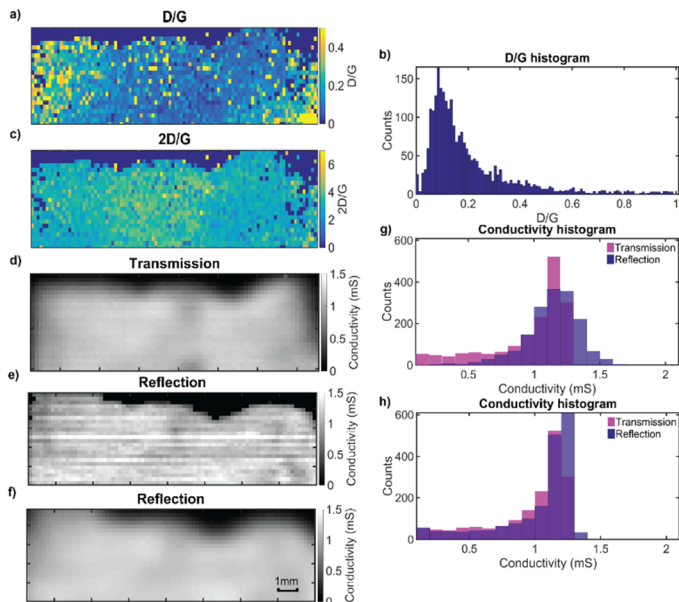 a)
D/G
0.4
0.2
0
D/G
c)
2D/G
6
4
2
0
2D/G
d)
Transmission
1.5
1
0.5
0
Conductivity (mS)
e)
Reflection
1.5
1
0.5
0
Conductivity (mS)
f)
Reflection
1.5
1
0.5
0
Conductivity (mS)
1mm
b)
D/G histogram
150
100
50
0
Counts
0 0.2 0.4 0.6 0.8 1
D/G
g)
Conductivity histogram
600
400
200
0
Counts
Transmission
Reflection
0.5 1 1.5 2
Conductivity (mS)
h)
Conductivity histogram
600
400
200
0
Counts
Transmission
Reflection
0.5 1 1.5 2
Conductivity (mS)